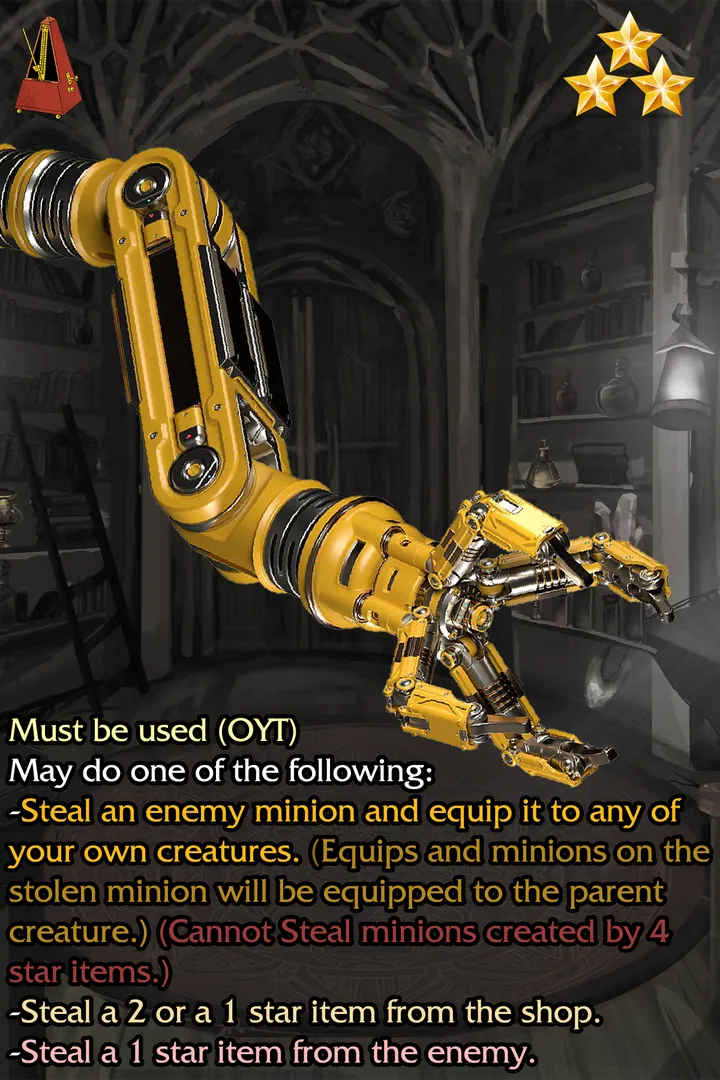 Must be used (OYT)
May do one of the following:
-Steal an enemy minion and equip it to any of
your own creatures. (Equips and minions on the
stolen minion will be equipped to the parent
creature.) (Cannot Steal minions created by 4
star items.)
-Steal a 2 or a 1 star item from the shop.
-Steal a 1 star item from the enemy.